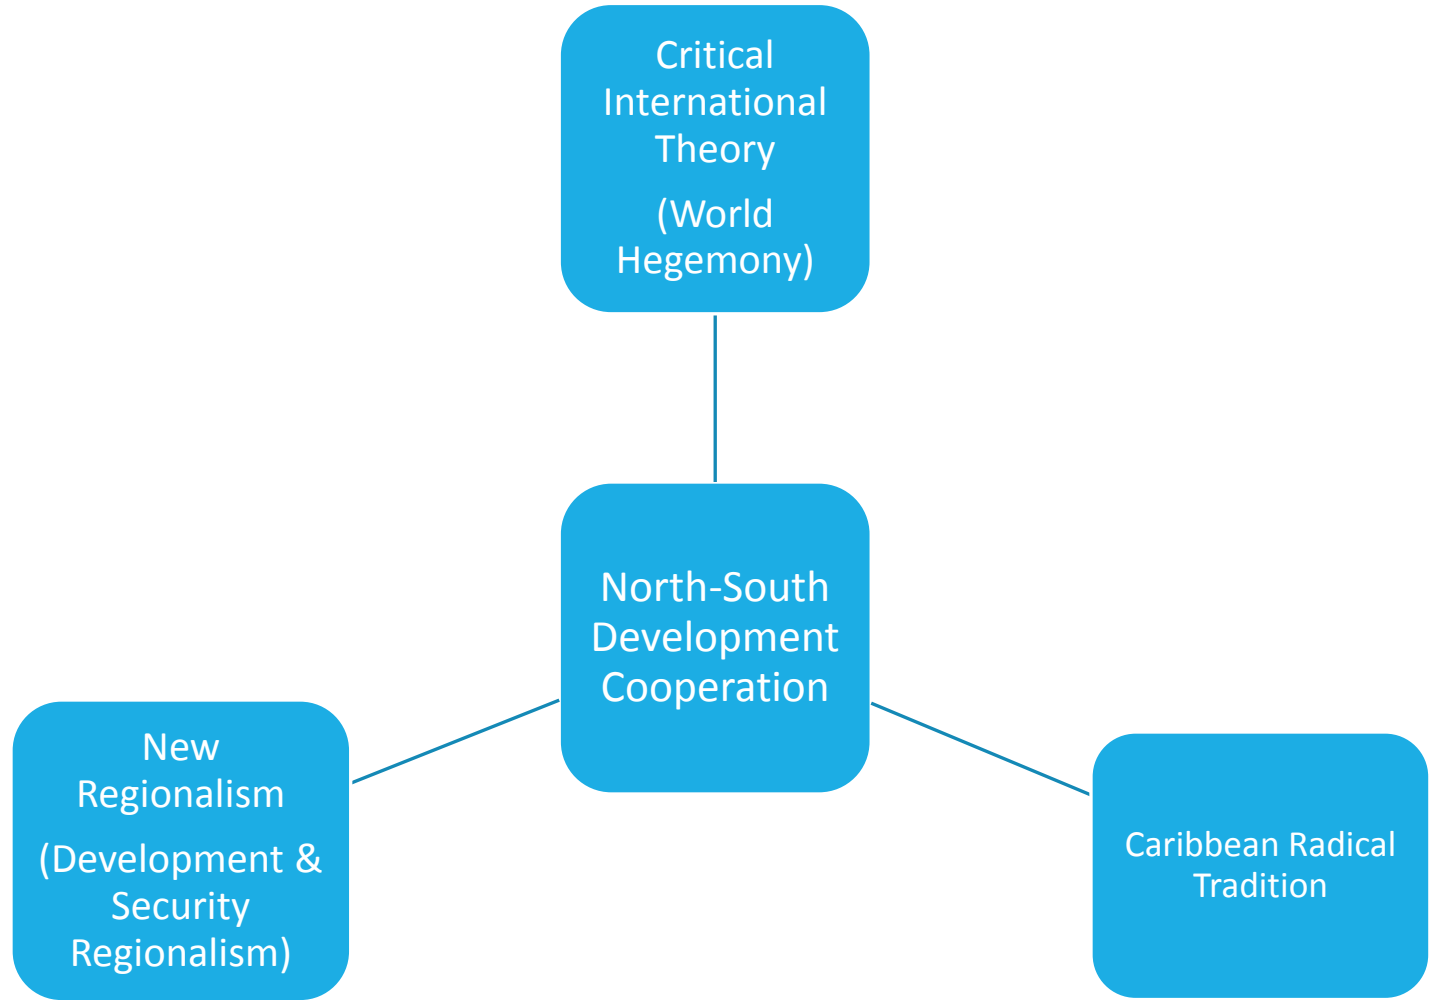 Critical
International
Theory
(World
Hegemony)
North-South
Development
Cooperation
New
Regionalism
(Development &
Security
Regionalism)
Caribbean Radical
Tradition